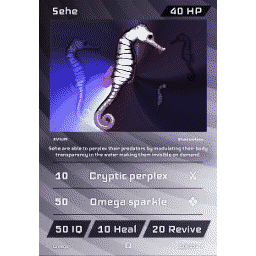 Sehe
40 HP
Sehe are able to perplex their predators by modulating their body
transparency in the water making them invisible on demand.
10 Cryptic perplex
50 Omega sparkle
50 IQ 10 Heal 20 Revive